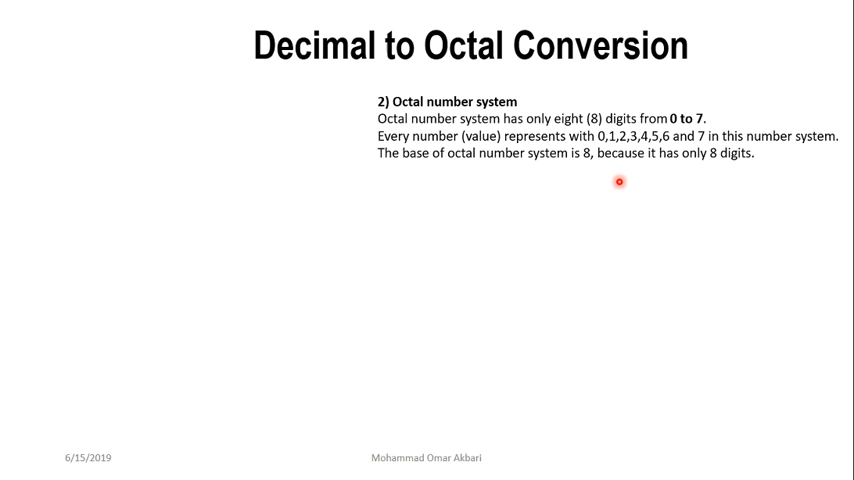 Decimal to Octal Conversion
2) Octal number system
Octal number system has only eight (8) digits from 0 to 7.
Every number (value) represents with 0,1,2,3,4,5,6 and 7 in this number system.
The base of octal number system is 8, because it has only 8 digits.
6/15/2019
Mohammad Omar Akbari